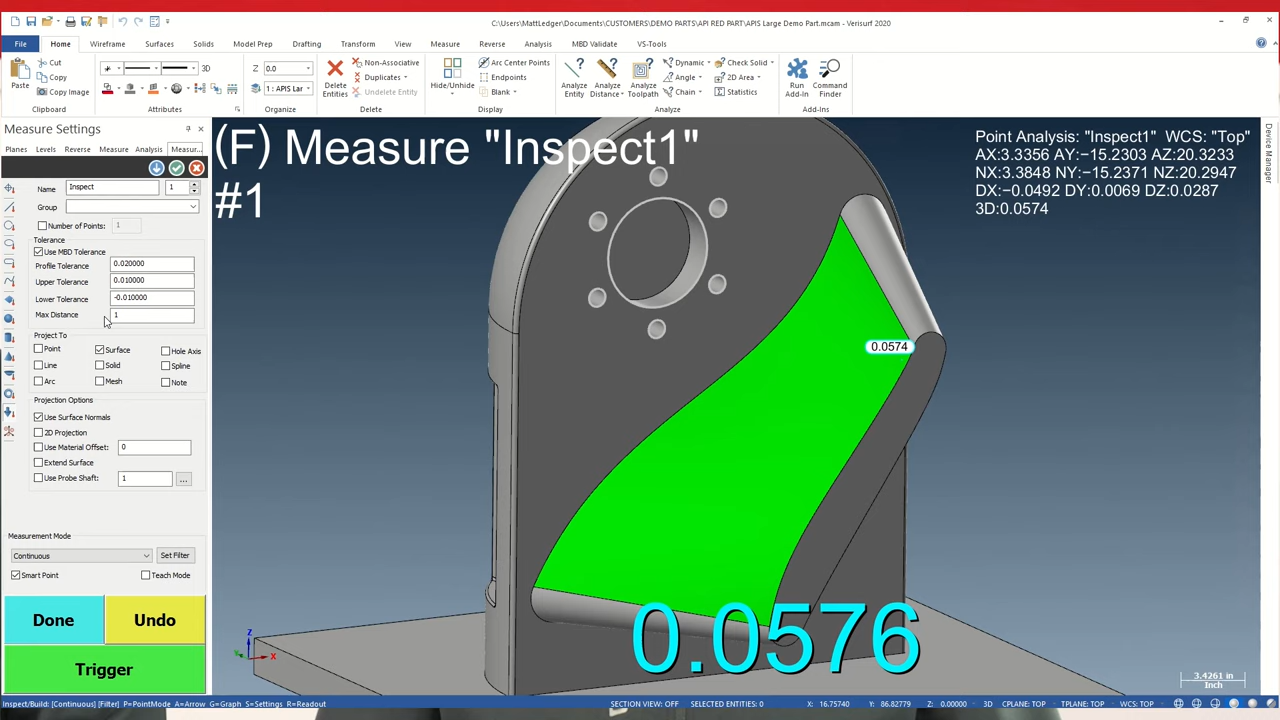 C:\Users\MattLedger\Documents\CUSTOMERS\DEMO PARTS\API RED PART\APIS Large Demo Part.mcam - Verisurf 2020
File Home Wireframe Surfaces Solids Model Prep Drafting Transform View Measure Reverse Analysis MBD Validate VS-Tools
Paste
Cut
Copy
Copy Image
Clipboard
3D
Attributes
Z 0.0
1 : APIS Lar
Organize
Delete
Entities
Non-Associative
Duplicates
Undelete Entity
Delete
Hide/Unhide
Arc Center Points
Endpoints
Blank
Display
Analyze
Entity
Analyze
Distance
Analyze
Toolpath
Dynamic
Angle
Chain
Check Solid
2D Area
Statistics
Analyze
Run
Add-In
Command
Finder
Add-Ins
Measure Settings
Planes Levels Reverse Measure Analysis Measur...
Name Inspect 1
Group
Number of Points: 1
Tolerance
Use MBD Tolerance
Profile Tolerance 0.020000
Upper Tolerance 0.010000
Lower Tolerance -0.010000
Max Distance 1
Project To
Point Surface Hole Axis
Line Solid Spline
Arc Mesh Note
Projection Options
Use Surface Normals
2D Projection
Use Material Offset: 0
Extend Surface
Use Probe Shaft: 1 ...
Measurement Mode
Continuous Set Filter
Smart Point Teach Mode
Done Undo
Trigger
(F) Measure "Inspect1"
#1
Point Analysis: "Inspect1" WCS: "Top"
AX:3.3356 AY:−15.2303 AZ:20.3233
NX:3.3848 NY:−15.2371 NZ:20.2947
DX:−0.0492 DY:0.0069 DZ:0.0287
3D:0.0574
Device Manager
0.0574
0.0576
Z
Y X
3.4261 in
Inch
Inspect/Build: [Continuous] [Filter] P=PointMode A=Arrow G=Graph S=Settings R=Readout SECTION VIEW: OFF SELECTED ENTITIES: 0 X: 16.75740 Y: 86.82779 Z: 0.00000 3D CPLANE: TOP TPLANE: TOP WCS: TOP